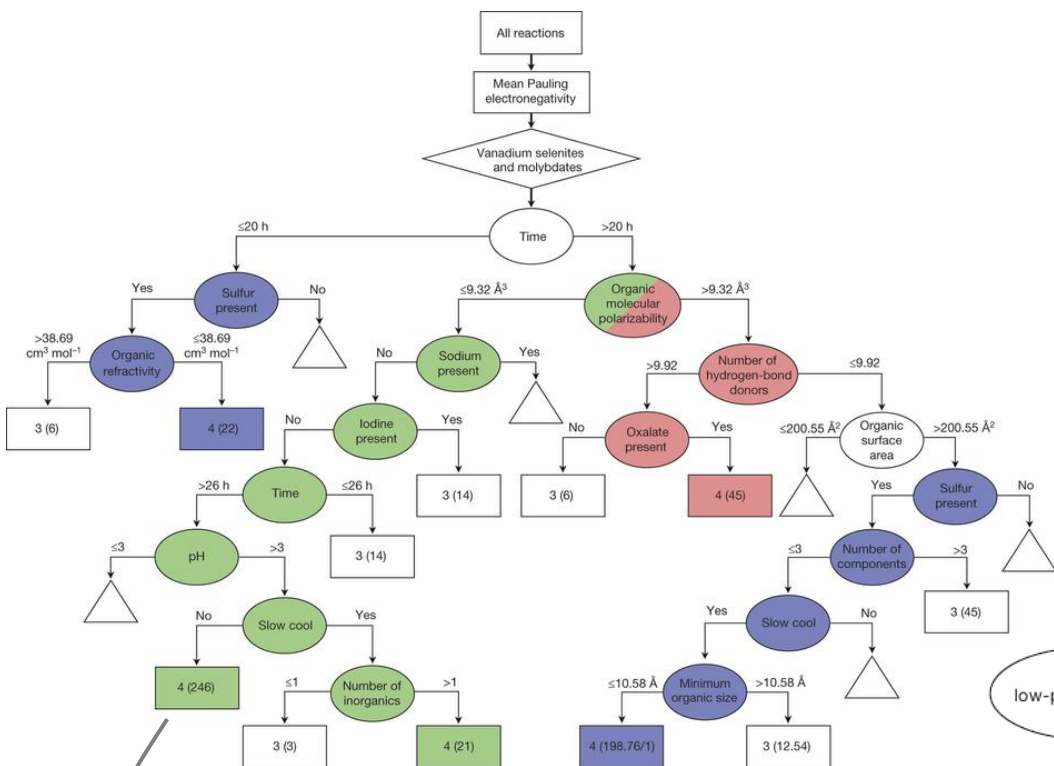 All reactions
Mean Pauling
electronegativity
Vanadium selenites
and molybdates
≤20 h
Time
>20 h
Yes
Sulfur
present
No
≤9.32 Å³
Organic
molecular
polarizability
>9.32 Å³
>38.69
cm³ mol⁻¹
Organic
refractivity
≤38.69
cm³ mol⁻¹
No
Sodium
present
Yes
>9.92
Number of
hydrogen-bond
donors
≤9.92
3 (6)
4 (22)
No
Iodine
present
Yes
No
Oxalate
present
Yes
≤200.55 Å²
Organic
surface
area
>200.55 Å²
>26 h
Time
≤26 h
3 (14)
3 (6)
4 (45)
Yes
Sulfur
present
No
≤3
pH
>3
3 (14)
≤3
Number of
components
>3
No
Slow cool
Yes
Yes
Slow cool
No
3 (45)
4 (246)
≤1
Number of
inorganics
>1
≤10.58 Å
Minimum
organic size
>10.58 Å
low-p
3 (3)
4 (21)
4 (198.76/1)
3 (12.54)